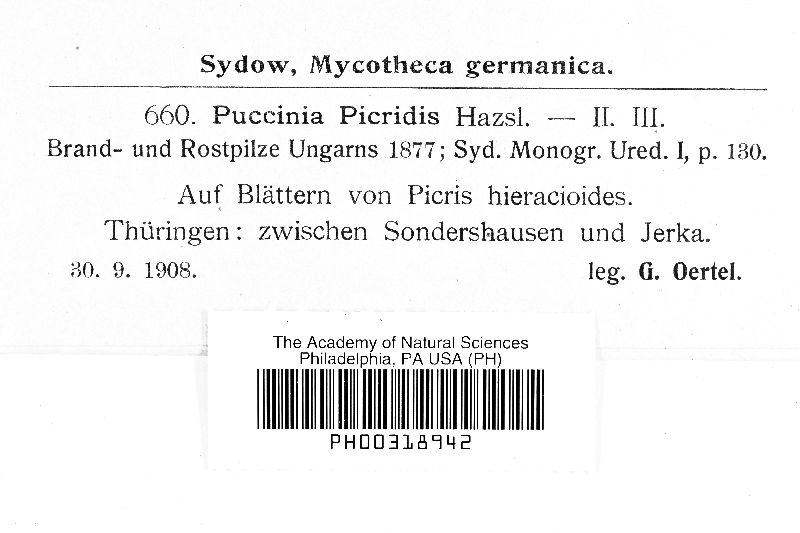 Sydow, Mycotheca germanica.
660. Puccinia Picridis Hazsl. — II. III.
Brand- und Rostpilze Ungarns 1877; Syd. Monogr. Ured. I, p. 130.
Auf Blättern von Picris hieracioides.
Thüringen: zwischen Sondershausen und Jerka.
30. 9. 1908. leg. G. Oertel.
The Academy of Natural Sciences
Philadelphia, PA USA (PH)
PH00318942